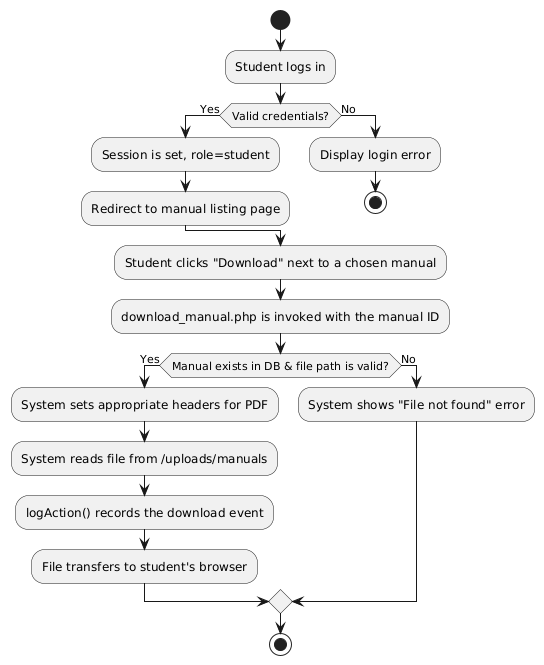 Student logs in
Yes
Valid credentials?
No
Session is set, role=student
Display login error
Redirect to manual listing page
Student clicks "Download" next to a chosen manual
download_manual.php is invoked with the manual ID
Yes
Manual exists in DB & file path is valid?
No
System sets appropriate headers for PDF
System shows "File not found" error
System reads file from /uploads/manuals
logAction() records the download event
File transfers to student's browser